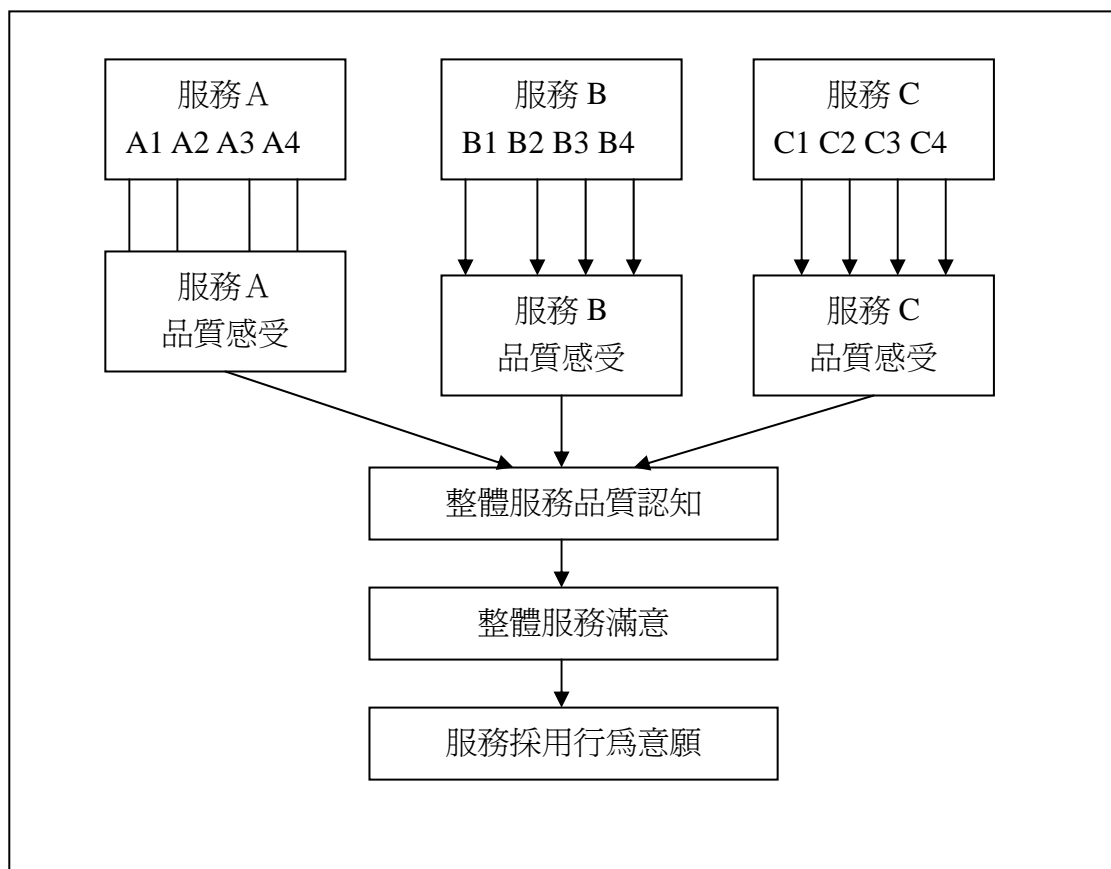 服務Ａ
A1 A2 A3 A4
服務 B
B1 B2 B3 B4
服務 C
C1 C2 C3 C4
服務Ａ
品質感受
服務 B
品質感受
服務 C
品質感受
整體服務品質認知
整體服務滿意
服務採用行為意願